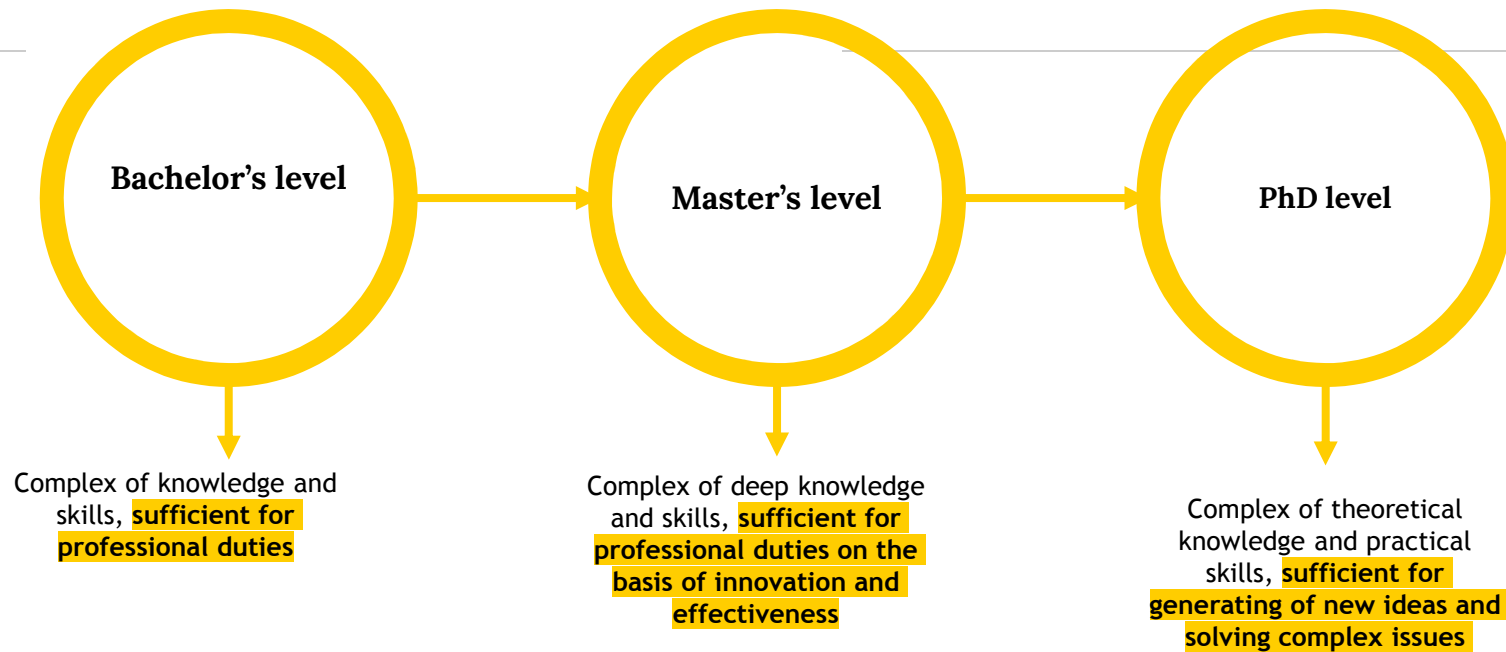 Bachelor’s level
Master’s level
PhD level
Complex of knowledge and
skills, sufficient for
professional duties
Complex of deep knowledge
and skills, sufficient for
professional duties on the
basis of innovation and
effectiveness
Complex of theoretical
knowledge and practical
skills, sufficient for
generating of new ideas and
solving complex issues